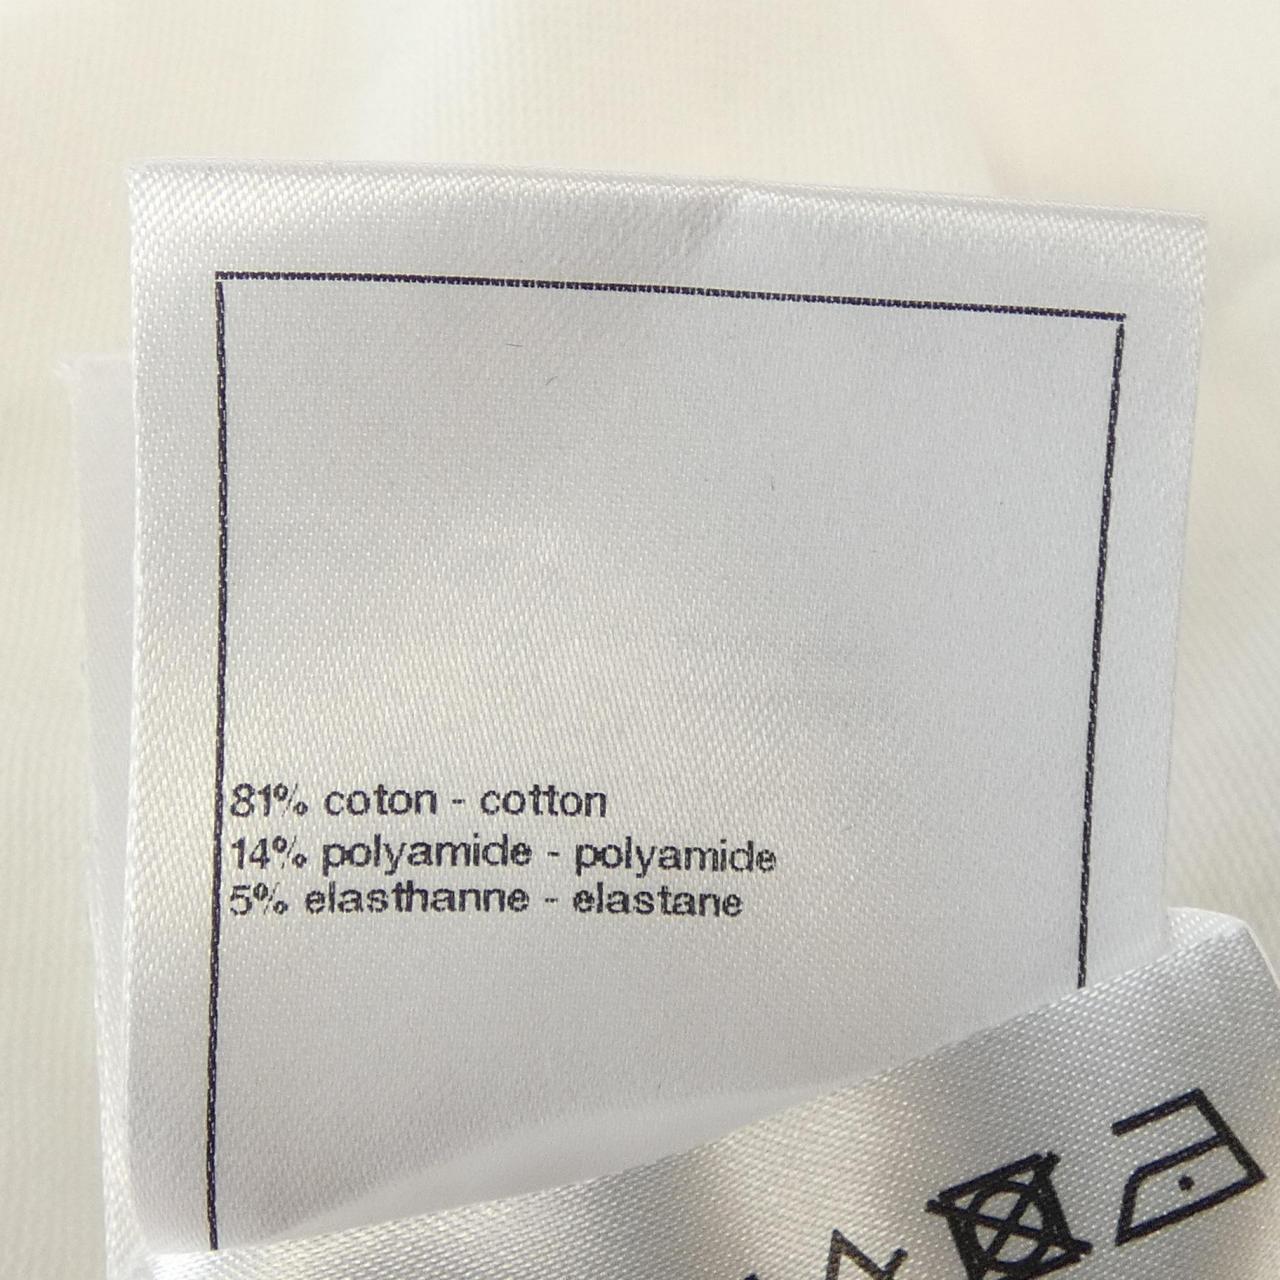 81% coton - cotton
14% polyamide - polyamide
5% elasthanne - elastane